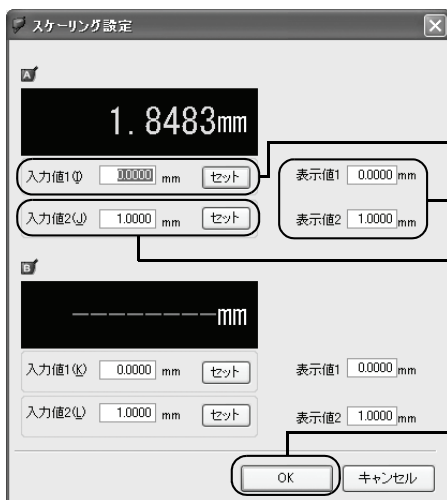 スケーリング設定
A
1.8483mm
入力値1(I) 0.0000 mm セット 表示値1 0.0000 mm
入力値2(J) 1.0000 mm セット 表示値2 1.0000 mm
B
--------mm
入力値1(K) 0.0000 mm セット 表示値1 0.0000 mm
入力値2(L) 1.0000 mm セット 表示値2 1.0000 mm
OK キャンセル